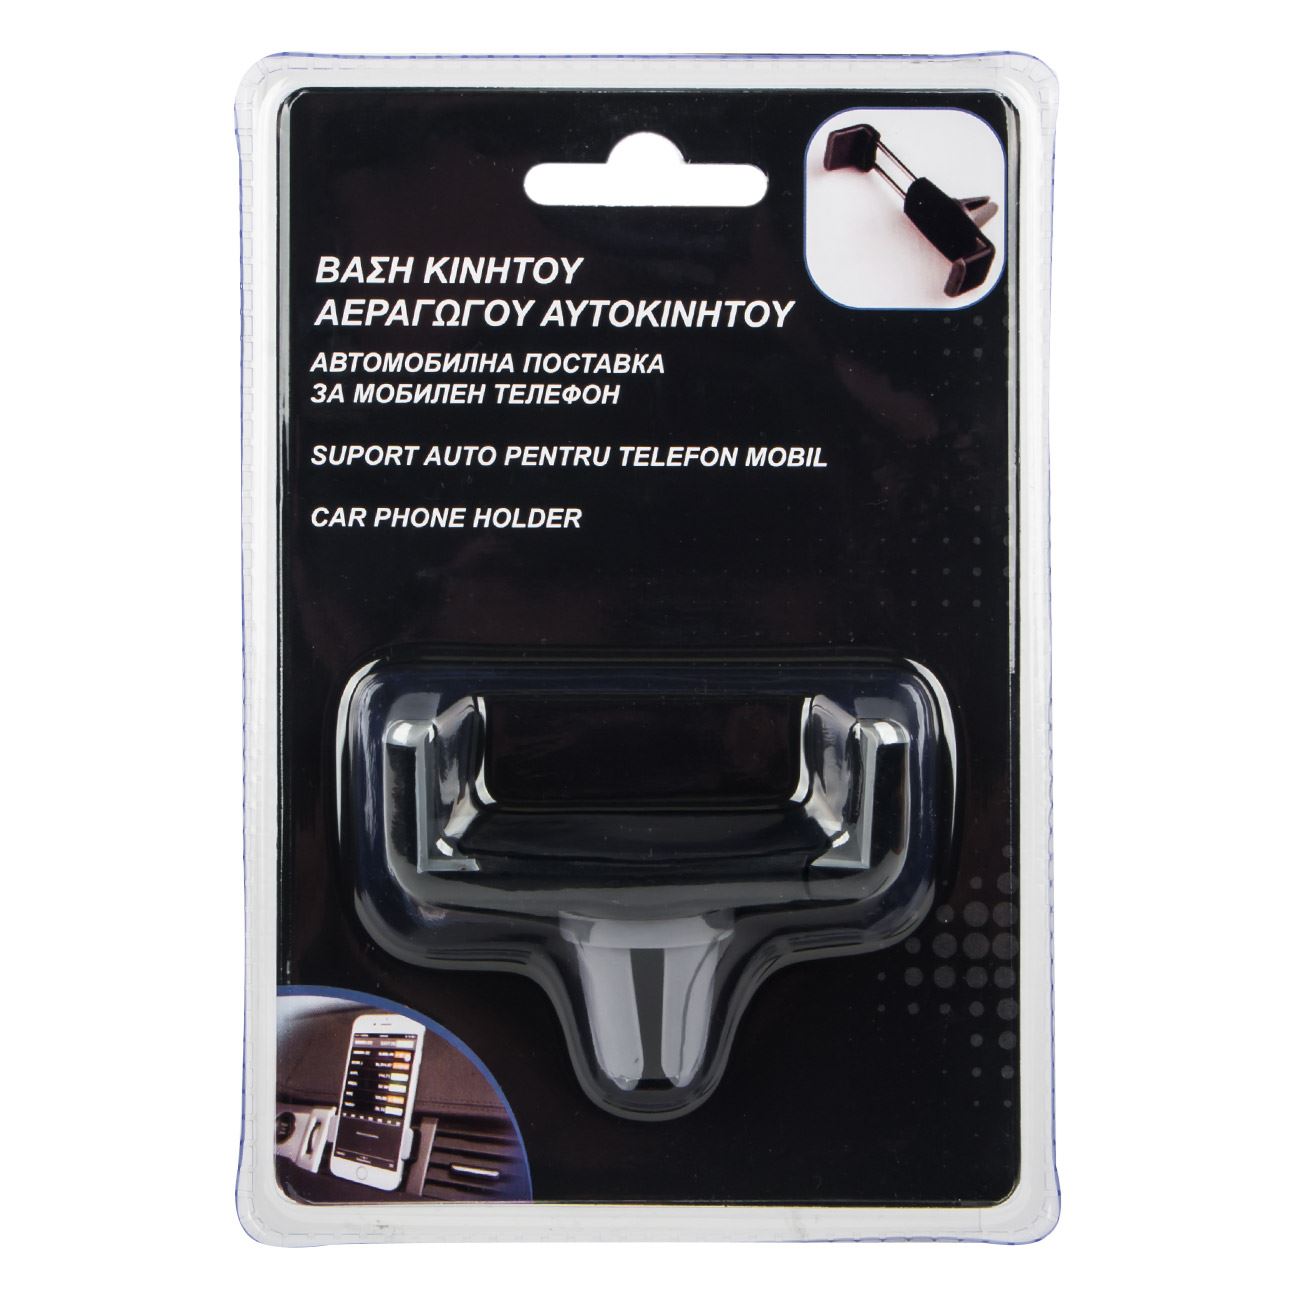 ΒΑΣΗ ΚΙΝΗΤΟΥ
ΑΕΡΑΓΩΓΟΥ ΑΥΤΟΚΙΝΗΤΟΥ
АВТОМОБИЛНА ПОСТАВКА
ЗА МОБИЛЕН ТЕЛЕФОН
SUPORT AUTO PENTRU TELEFON MOBIL
CAR PHONE HOLDER